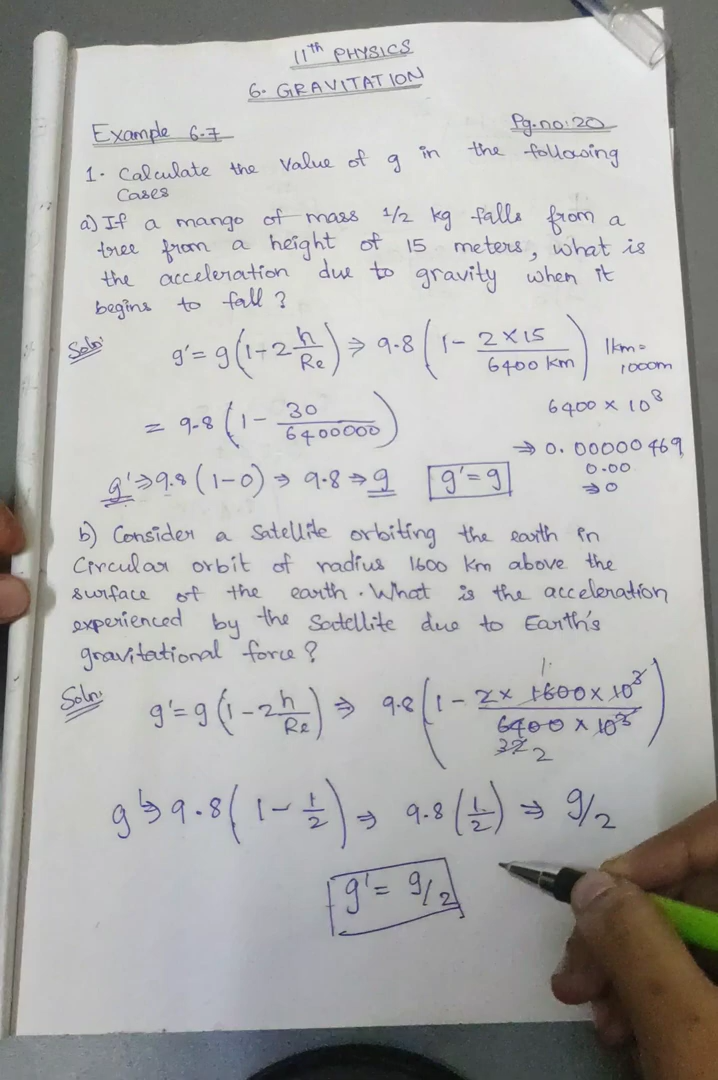 11th PHYSICS
6. GRAVITATION
Example 6.7
Pg.no:20
1. Calculate the Value of g in the following
Cases
a) If a mango of mass 1/2 kg falls from a
tree from a height of 15 meters, what is
the acceleration due to gravity when it
begins to fall?
Soln:
g' = g (1 - 2 h/Re) ⇒ 9.8 (1 - 2 × 15 / 6400 km)
1km =
1000m
6400 × 10³
= 9.8 (1 - 30 / 6400000)
⇒ 0.00000469
0.00
⇒ 0
g' ⇒ 9.8 (1-0) ⇒ 9.8 ⇒ g
g' = g
b) Consider a Satellite orbiting the earth in
Circular orbit of radius 1600 km above the
surface of the earth. What is the acceleration
experienced by the Satellite due to Earth's
gravitational force?
Soln:
g' = g (1 - 2 h/Re) ⇒ 9.8 (1 - 2 × 1600 × 10³ / 6400 × 10³)
1
32 2
g' ⇒ 9.8 (1 - 1/2) ⇒ 9.8 (1/2) ⇒ g/2
g' = g/2